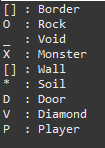 [] : Border
O  : Rock
_  : Void
X  : Monster
[] : Wall
*  : Soil
D  : Door
V  : Diamond
P  : Player